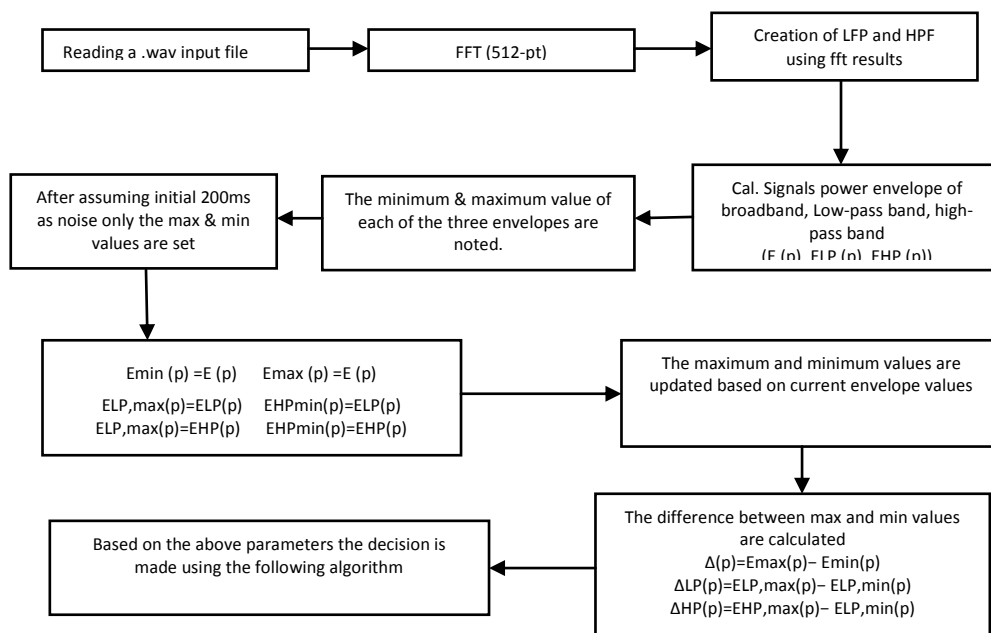 Reading a .wav input file
FFT (512-pt)
Creation of LFP and HPF
using fft results
Cal. Signals power envelope of
broadband, Low-pass band, high-
pass band
(E (p), ELP (p), EHP (p))
The minimum & maximum value of
each of the three envelopes are
noted.
After assuming initial 200ms
as noise only the max & min
values are set
Emin (p) =E (p) Emax (p) =E (p)
ELP,max(p)=ELP(p) EHPmin(p)=ELP(p)
ELP,max(p)=EHP(p) EHPmin(p)=EHP(p)
The maximum and minimum values are
updated based on current envelope values
The difference between max and min values
are calculated
Δ(p)=Emax(p)− Emin(p)
ΔLP(p)=ELP,max(p)− ELP,min(p)
ΔHP(p)=EHP,max(p)− ELP,min(p)
Based on the above parameters the decision is
made using the following algorithm